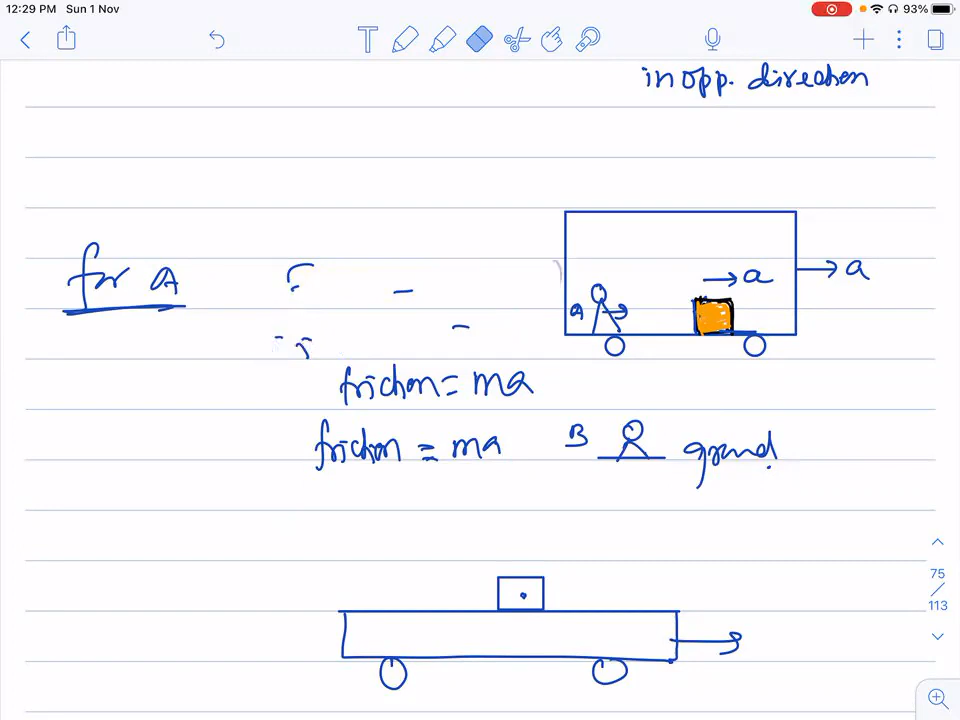 12:29 PM Sun 1 Nov
93%
T
in opp. direction
for A
a
a
A
friction = ma
friction = ma
B
ground
75
/
113